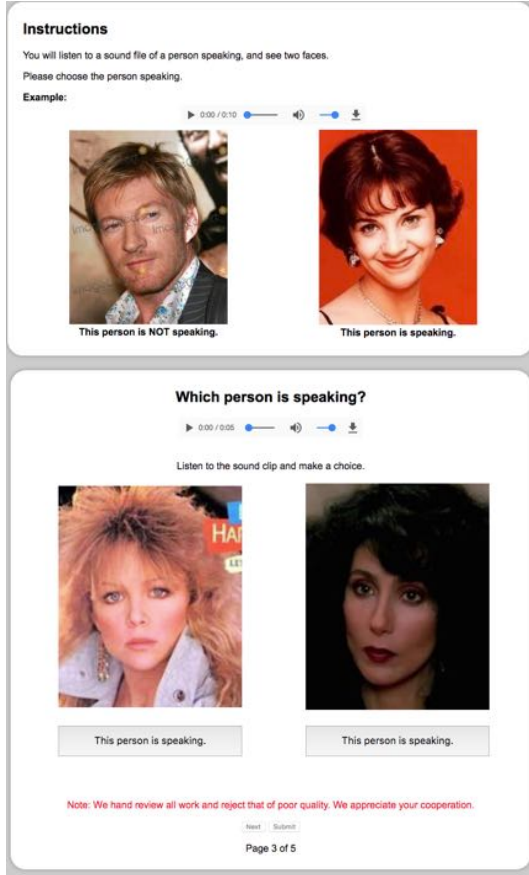 Instructions
You will listen to a sound file of a person speaking, and see two faces.
Please choose the person speaking.
Example:
0:00 / 0:10
This person is NOT speaking.
This person is speaking.
Which person is speaking?
0:00 / 0:05
Listen to the sound clip and make a choice.
This person is speaking.
This person is speaking.
Note: We hand review all work and reject that of poor quality. We appreciate your cooperation.
Next
Submit
Page 3 of 5